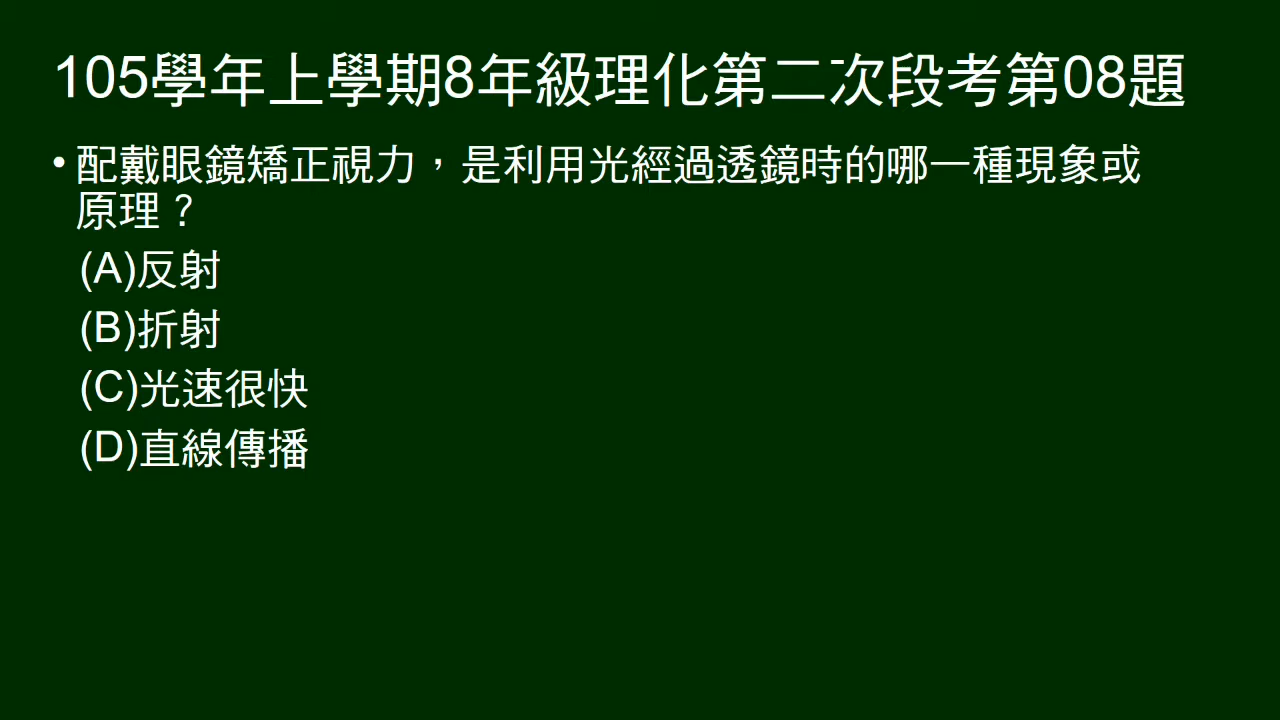 105學年上學期8年級理化第二次段考第08題
• 配戴眼鏡矯正視力，是利用光經過透鏡時的哪一種現象或
原理？
(A)反射
(B)折射
(C)光速很快
(D)直線傳播